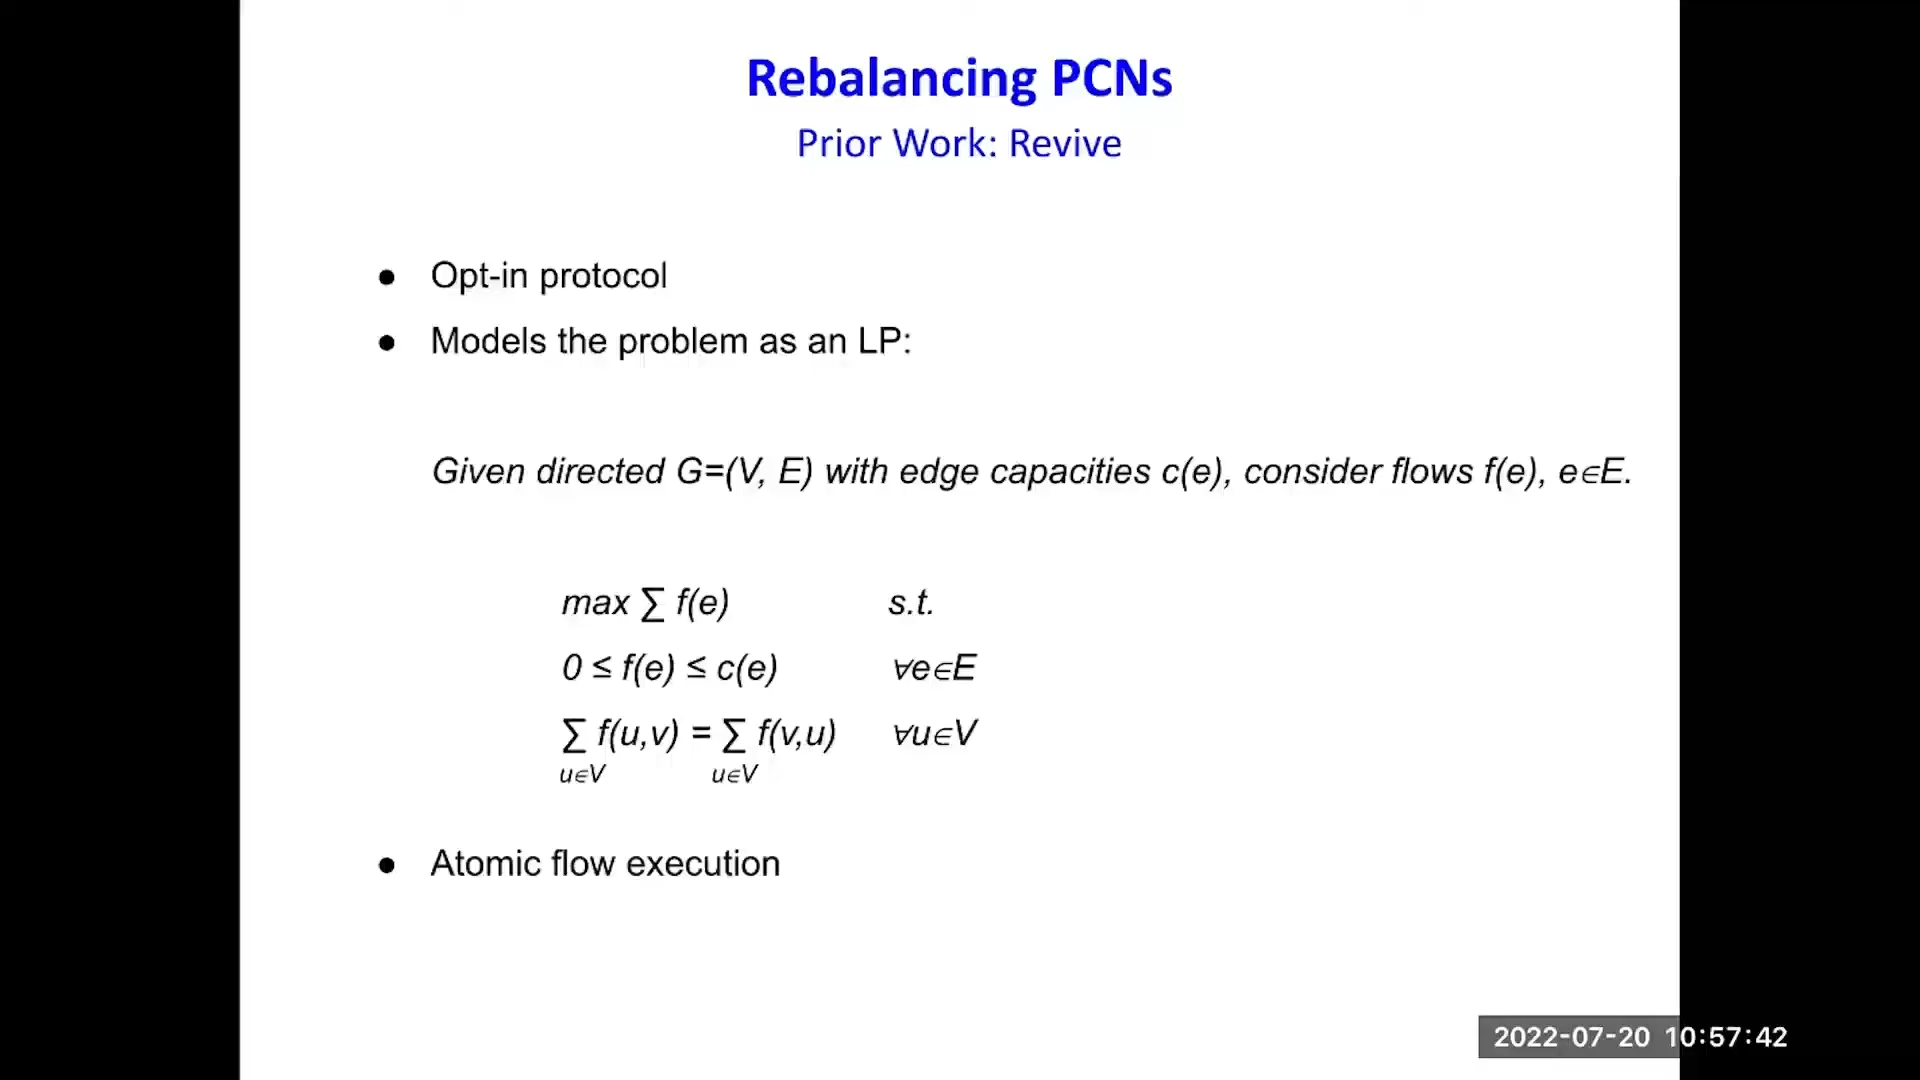 Rebalancing PCNs
Prior Work: Revive
● Opt-in protocol
● Models the problem as an LP:
Given directed G=(V, E) with edge capacities c(e), consider flows f(e), e∈E.
max ∑ f(e) s.t.
0 ≤ f(e) ≤ c(e) ∀e∈E
∑ f(u,v) = ∑ f(v,u) ∀u∈V
u∈V u∈V
● Atomic flow execution
2022-07-20 10:57:42